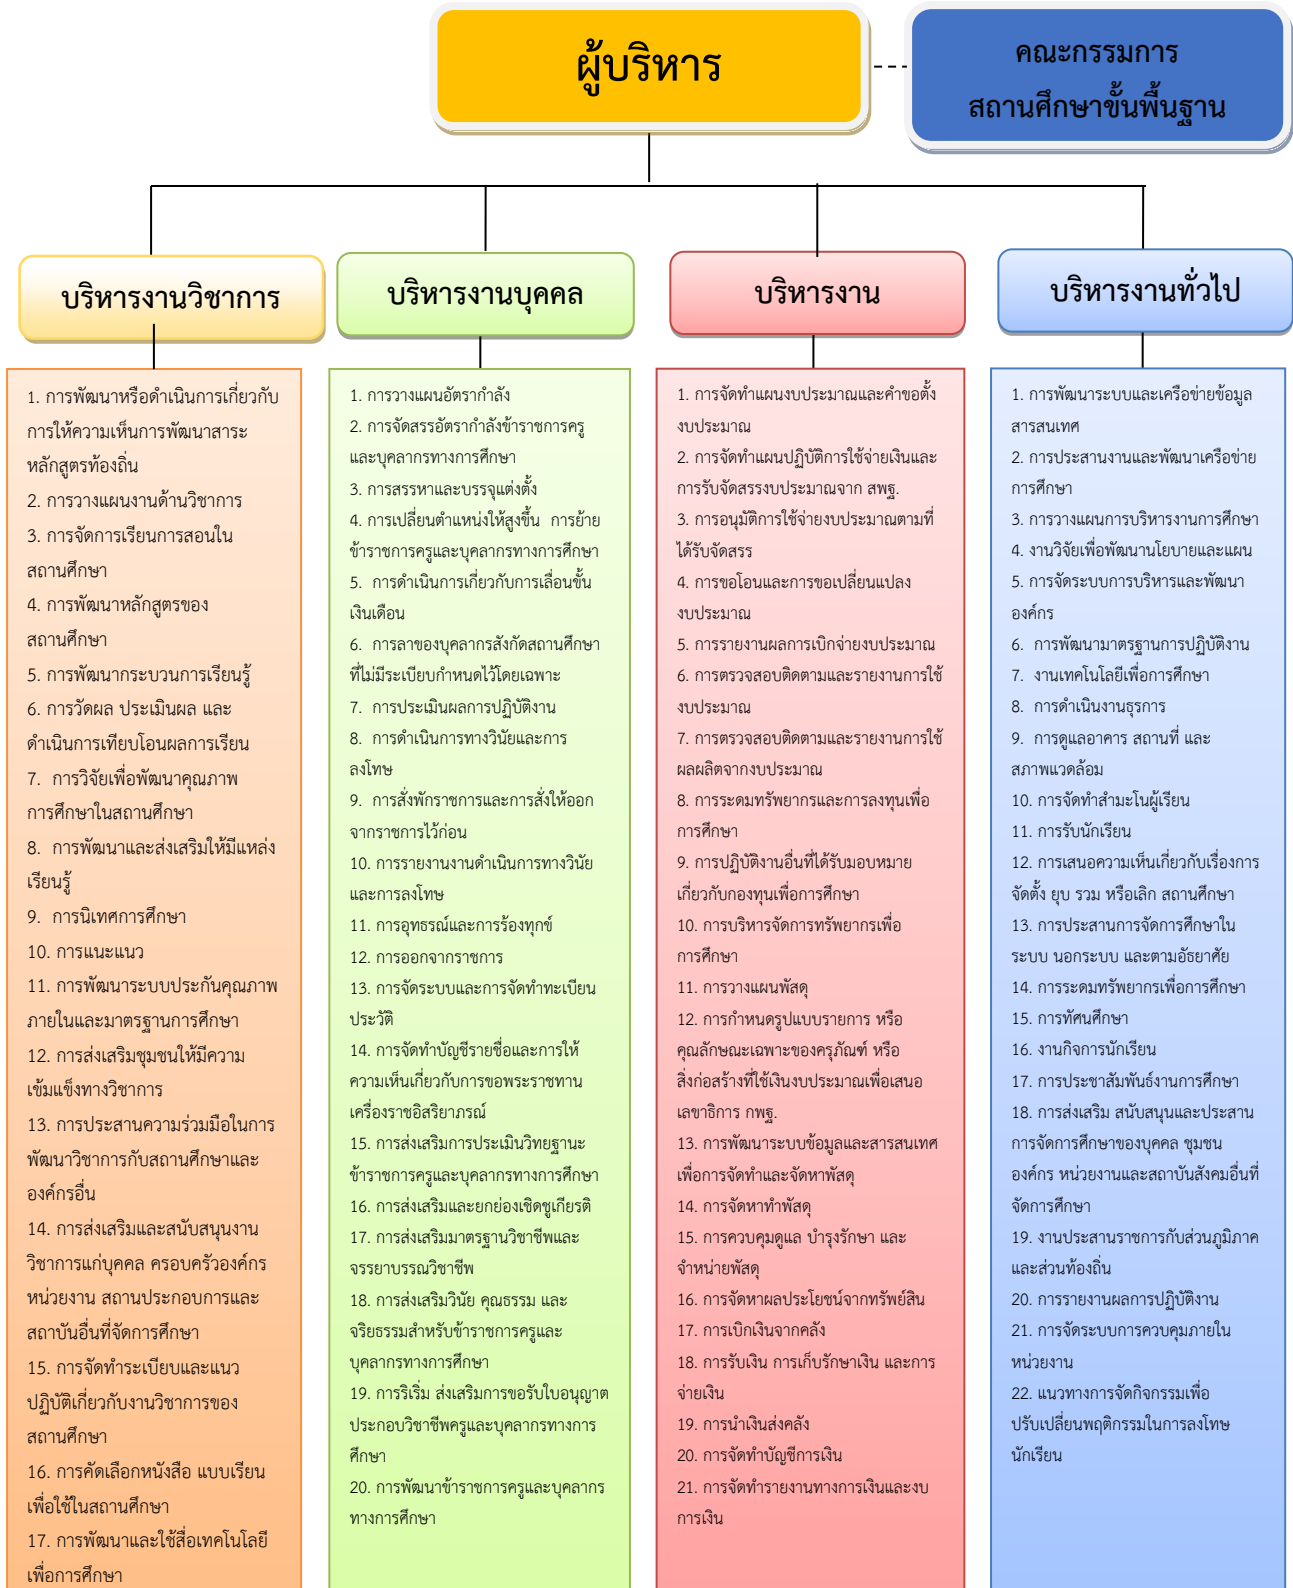 ผู้บริหาร
คณะกรรมการ
สถานศึกษาขั้นพื้นฐาน
บริหารงานวิชาการ
บริหารงานบุคคล
บริหารงาน
บริหารงานทั่วไป
1. การพัฒนาหรือดำเนินการเกี่ยวกับ
การให้ความเห็นการพัฒนาสาระ
หลักสูตรท้องถิ่น
2. การวางแผนงานด้านวิชาการ
3. การจัดการเรียนการสอนใน
สถานศึกษา
4. การพัฒนาหลักสูตรของ
สถานศึกษา
5. การพัฒนากระบวนการเรียนรู้
6. การวัดผล ประเมินผล และ
ดำเนินการเทียบโอนผลการเรียน
7. การวิจัยเพื่อพัฒนาคุณภาพ
การศึกษาในสถานศึกษา
8. การพัฒนาและส่งเสริมให้มีแหล่ง
เรียนรู้
9. การนิเทศการศึกษา
10. การแนะแนว
11. การพัฒนาระบบประกันคุณภาพ
ภายในและมาตรฐานการศึกษา
12. การส่งเสริมชุมชนให้มีความ
เข้มแข็งทางวิชาการ
13. การประสานความร่วมมือในการ
พัฒนาวิชาการกับสถานศึกษาและ
องค์กรอื่น
14. การส่งเสริมและสนับสนุนงาน
วิชาการแก่บุคคล ครอบครัวองค์กร
หน่วยงาน สถานประกอบการและ
สถาบันอื่นที่จัดการศึกษา
15. การจัดทำระเบียบและแนว
ปฏิบัติเกี่ยวกับงานวิชาการของ
สถานศึกษา
16. การคัดเลือกหนังสือ แบบเรียน
เพื่อใช้ในสถานศึกษา
17. การพัฒนาและใช้สื่อเทคโนโลยี
เพื่อการศึกษา
1. การวางแผนอัตรากำลัง
2. การจัดสรรอัตรากำลังข้าราชการครู
และบุคลากรทางการศึกษา
3. การสรรหาและบรรจุแต่งตั้ง
4. การเปลี่ยนตำแหน่งให้สูงขึ้น การย้าย
ข้าราชการครูและบุคลากรทางการศึกษา
5. การดำเนินการเกี่ยวกับการเลื่อนขั้น
เงินเดือน
6. การลาของบุคลากรสังกัดสถานศึกษา
ที่ไม่มีระเบียบกำหนดไว้โดยเฉพาะ
7. การประเมินผลการปฏิบัติงาน
8. การดำเนินการทางวินัยและการ
ลงโทษ
9. การสั่งพักราชการและการสั่งให้ออก
จากราชการไว้ก่อน
10. การรายงานงานดำเนินการทางวินัย
และการลงโทษ
11. การอุทธรณ์และการร้องทุกข์
12. การออกจากราชการ
13. การจัดระบบและการจัดทำทะเบียน
ประวัติ
14. การจัดทำบัญชีรายชื่อและการให้
ความเห็นเกี่ยวกับการขอพระราชทาน
เครื่องราชอิสริยาภรณ์
15. การส่งเสริมการประเมินวิทยฐานะ
ข้าราชการครูและบุคลากรทางการศึกษา
16. การส่งเสริมและยกย่องเชิดชูเกียรติ
17. การส่งเสริมมาตรฐานวิชาชีพและ
จรรยาบรรณวิชาชีพ
18. การส่งเสริมวินัย คุณธรรม และ
จริยธรรมสำหรับข้าราชการครูและ
บุคลากรทางการศึกษา
19. การริเริ่ม ส่งเสริมการขอรับใบอนุญาต
ประกอบวิชาชีพครูและบุคลากรทางการ
ศึกษา
20. การพัฒนาข้าราชการครูและบุคลากร
ทางการศึกษา
1. การจัดทำแผนงบประมาณและคำขอตั้ง
งบประมาณ
2. การจัดทำแผนปฏิบัติการใช้จ่ายเงินและ
การรับจัดสรรงบประมาณจาก สพฐ.
3. การอนุมัติการใช้จ่ายงบประมาณตามที่
ได้รับจัดสรร
4. การขอโอนและการขอเปลี่ยนแปลง
งบประมาณ
5. การรายงานผลการเบิกจ่ายงบประมาณ
6. การตรวจสอบติดตามและรายงานการใช้
งบประมาณ
7. การตรวจสอบติดตามและรายงานการใช้
ผลผลิตจากงบประมาณ
8. การระดมทรัพยากรและการลงทุนเพื่อ
การศึกษา
9. การปฏิบัติงานอื่นที่ได้รับมอบหมาย
เกี่ยวกับกองทุนเพื่อการศึกษา
10. การบริหารจัดการทรัพยากรเพื่อ
การศึกษา
11. การวางแผนพัสดุ
12. การกำหนดรูปแบบรายการ หรือ
คุณลักษณะเฉพาะของครุภัณฑ์ หรือ
สิ่งก่อสร้างที่ใช้เงินงบประมาณเพื่อเสนอ
เลขาธิการ กพฐ.
13. การพัฒนาระบบข้อมูลและสารสนเทศ
เพื่อการจัดทำและจัดหาพัสดุ
14. การจัดหาทำพัสดุ
15. การควบคุมดูแล บำรุงรักษา และ
จำหน่ายพัสดุ
16. การจัดหาผลประโยชน์จากทรัพย์สิน
17. การเบิกเงินจากคลัง
18. การรับเงิน การเก็บรักษาเงิน และการ
จ่ายเงิน
19. การนำเงินส่งคลัง
20. การจัดทำบัญชีการเงิน
21. การจัดทำรายงานทางการเงินและงบ
การเงิน
1. การพัฒนาระบบและเครือข่ายข้อมูล
สารสนเทศ
2. การประสานงานและพัฒนาเครือข่าย
การศึกษา
3. การวางแผนการบริหารงานการศึกษา
4. งานวิจัยเพื่อพัฒนานโยบายและแผน
5. การจัดระบบการบริหารและพัฒนา
องค์กร
6. การพัฒนามาตรฐานการปฏิบัติงาน
7. งานเทคโนโลยีเพื่อการศึกษา
8. การดำเนินงานธุรการ
9. การดูแลอาคาร สถานที่ และ
สภาพแวดล้อม
10. การจัดทำสำมะโนผู้เรียน
11. การรับนักเรียน
12. การเสนอความเห็นเกี่ยวกับเรื่องการ
จัดตั้ง ยุบ รวม หรือเลิก สถานศึกษา
13. การประสานการจัดการศึกษาใน
ระบบ นอกระบบ และตามอัธยาศัย
14. การระดมทรัพยากรเพื่อการศึกษา
15. การทัศนศึกษา
16. งานกิจการนักเรียน
17. การประชาสัมพันธ์งานการศึกษา
18. การส่งเสริม สนับสนุนและประสาน
การจัดการศึกษาของบุคคล ชุมชน
องค์กร หน่วยงานและสถาบันสังคมอื่นที่
จัดการศึกษา
19. งานประสานราชการกับส่วนภูมิภาค
และส่วนท้องถิ่น
20. การรายงานผลการปฏิบัติงาน
21. การจัดระบบการควบคุมภายใน
หน่วยงาน
22. แนวทางการจัดกิจกรรมเพื่อ
ปรับเปลี่ยนพฤติกรรมในการลงโทษ
นักเรียน